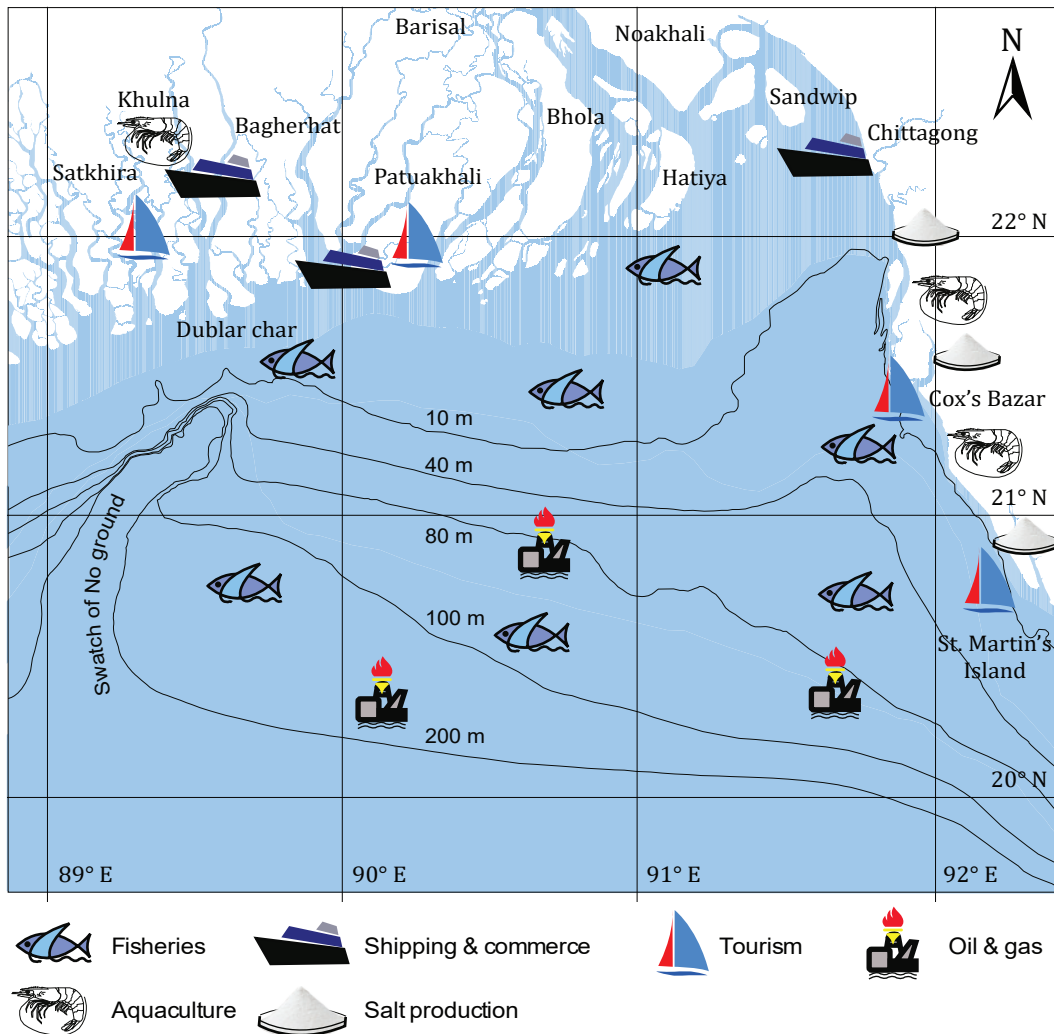 Barisal
Noakhali
N
Khulna
Sandwip
Bagherhat
Bhola
Chittagong
Satkhira
Patuakhali
Hatiya
22° N
Dublar char
Cox's Bazar
10 m
40 m
21° N
80 m
Swatch of No ground
100 m
St. Martin's
Island
200 m
20° N
89° E
90° E
91° E
92° E
Fisheries
Shipping & commerce
Tourism
Oil & gas
Aquaculture
Salt production